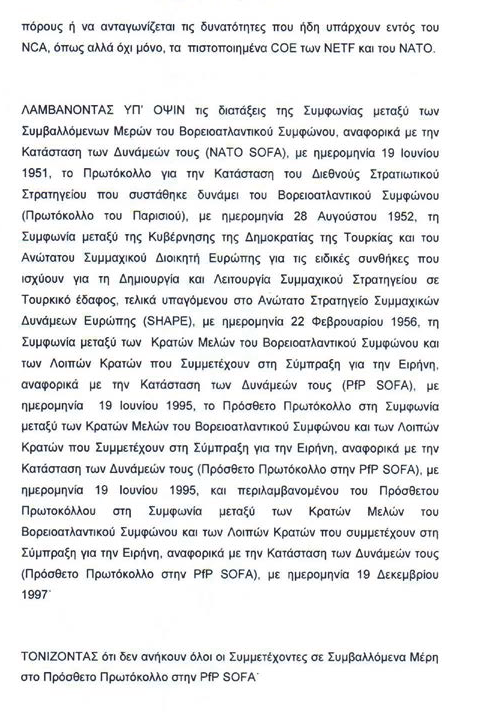 πόρους ή να ανταγωνίζεται τις δυνατότητες που ήδη υπάρχουν εντός του
NCA, όπως αλλά όχι μόνο, τα πιστοποιημένα COE των NETF και του NATO.
ΛΑΜΒΑΝΟΝΤΑΣ ΥΠ' ΟΨΙΝ τις διατάξεις της Συμφωνίας μεταξύ των
Συμβαλλόμενων Μερών του Βορειοατλαντικού Συμφώνου, αναφορικά με την
Κατάσταση των Δυνάμεών τους (NATO SOFA), με ημερομηνία 19 Ιουνίου
1951, το Πρωτόκολλο για την Κατάσταση του Διεθνούς Στρατιωτικού
Στρατηγείου που συστάθηκε δυνάμει του Βορειοατλαντικού Συμφώνου
(Πρωτόκολλο του Παρισιού), με ημερομηνία 28 Αυγούστου 1952, τη
Συμφωνία μεταξύ της Κυβέρνησης της Δημοκρατίας της Τουρκίας και του
Ανώτατου Συμμαχικού Διοικητή Ευρώπης για τις ειδικές συνθήκες που
ισχύουν για τη Δημιουργία και Λειτουργία Συμμαχικού Στρατηγείου σε
Τουρκικό έδαφος, τελικά υπαγόμενου στο Ανώτατο Στρατηγείο Συμμαχικών
Δυνάμεων Ευρώπης (SHAPE), με ημερομηνία 22 Φεβρουαρίου 1956, τη
Συμφωνία μεταξύ των Κρατών Μελών του Βορειοατλαντικού Συμφώνου και
των Λοιπών Κρατών που Συμμετέχουν στη Σύμπραξη για την Ειρήνη,
αναφορικά με την Κατάσταση των Δυνάμεών τους (PfP SOFA), με
ημερομηνία 19 Ιουνίου 1995, το Πρόσθετο Πρωτόκολλο στη Συμφωνία
μεταξύ των Κρατών Μελών του Βορειοατλαντικού Συμφώνου και των Λοιπών
Κρατών που Συμμετέχουν στη Σύμπραξη για την Ειρήνη, αναφορικά με την
Κατάσταση των Δυνάμεών τους (Πρόσθετο Πρωτόκολλο στην PfP SOFA), με
ημερομηνία 19 Ιουνίου 1995, και περιλαμβανομένου του Πρόσθετου
Πρωτοκόλλου στη Συμφωνία μεταξύ των Κρατών Μελών του
Βορειοατλαντικού Συμφώνου και των Λοιπών Κρατών που συμμετέχουν στη
Σύμπραξη για την Ειρήνη, αναφορικά με την Κατάσταση των Δυνάμεών τους
(Πρόσθετο Πρωτόκολλο στην PfP SOFA), με ημερομηνία 19 Δεκεμβρίου
1997˙
ΤΟΝΙΖΟΝΤΑΣ ότι δεν ανήκουν όλοι οι Συμμετέχοντες σε Συμβαλλόμενα Μέρη
στο Πρόσθετο Πρωτόκολλο στην PfP SOFA˙